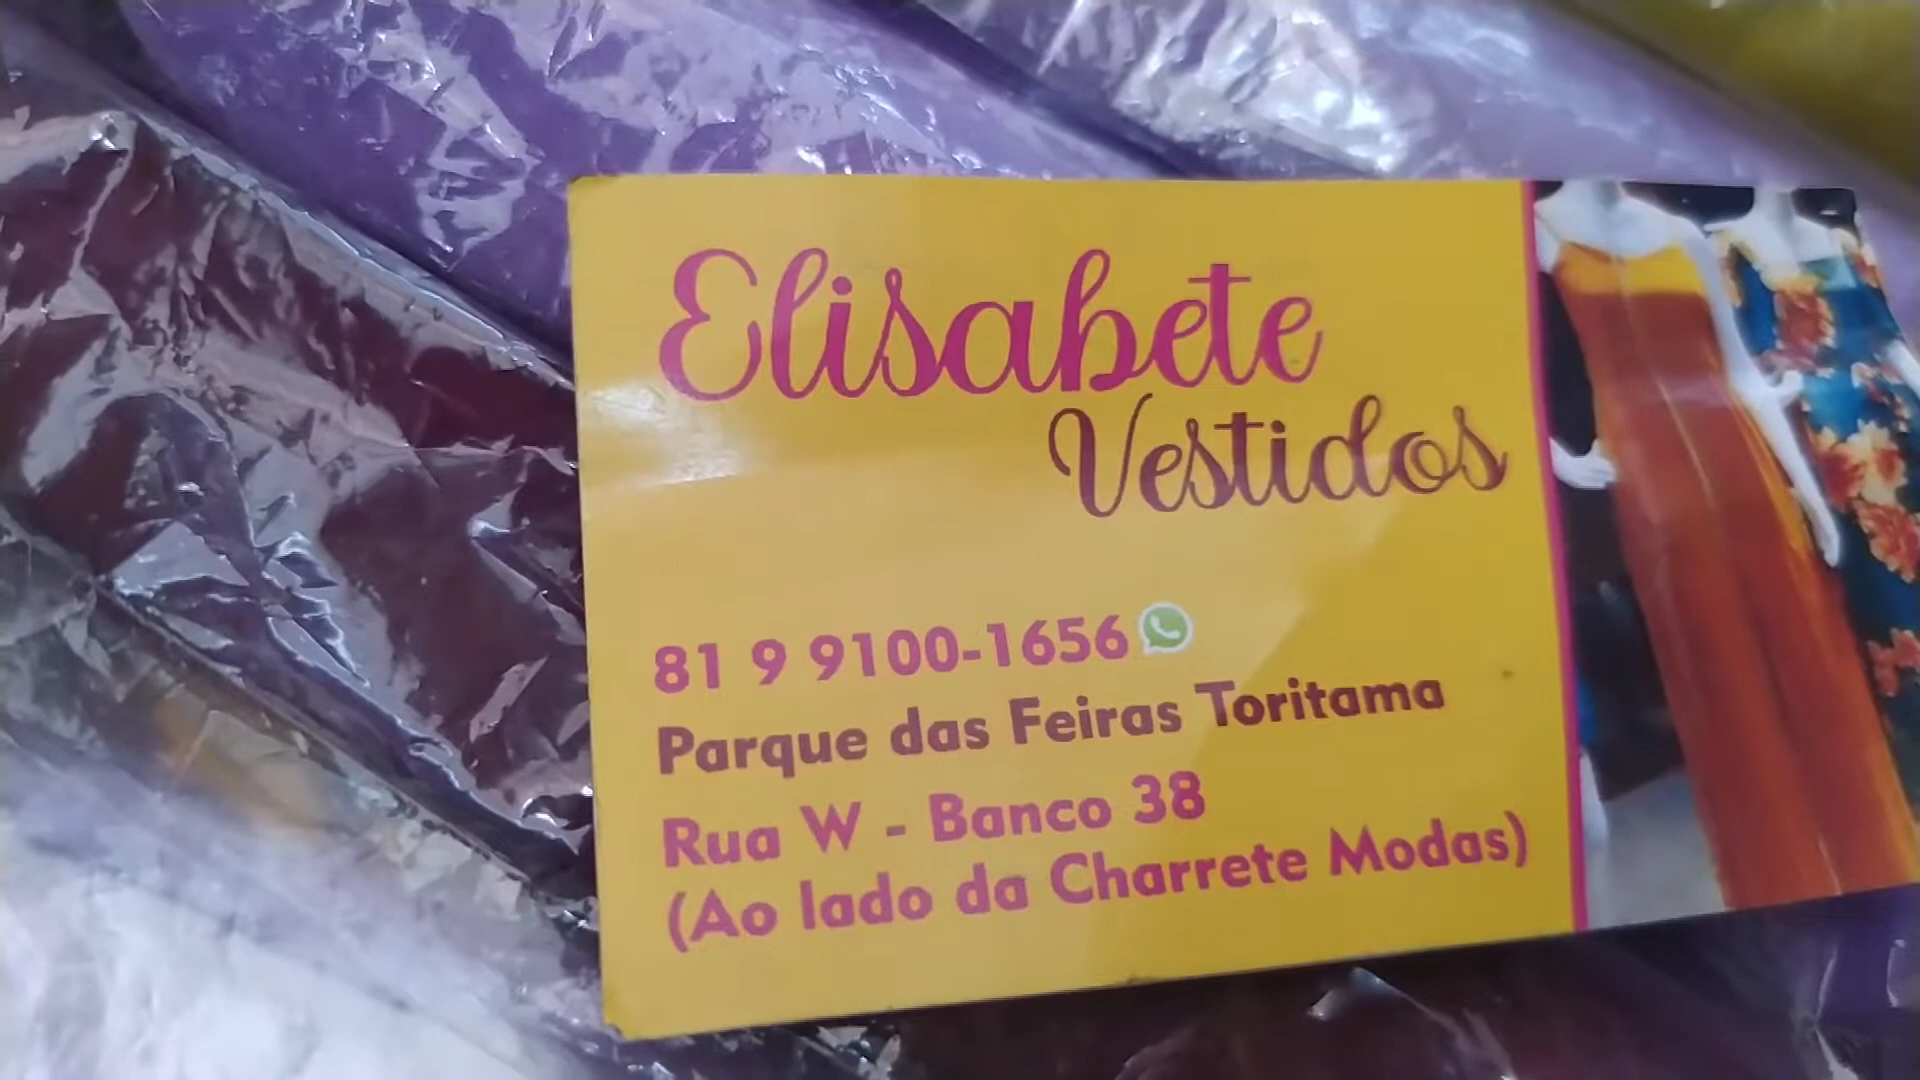 Elisabete
Vestidos
81 9 9100-1656
Parque das Feiras Toritama
Rua W - Banco 38
(Ao lado da Charrete Modas)